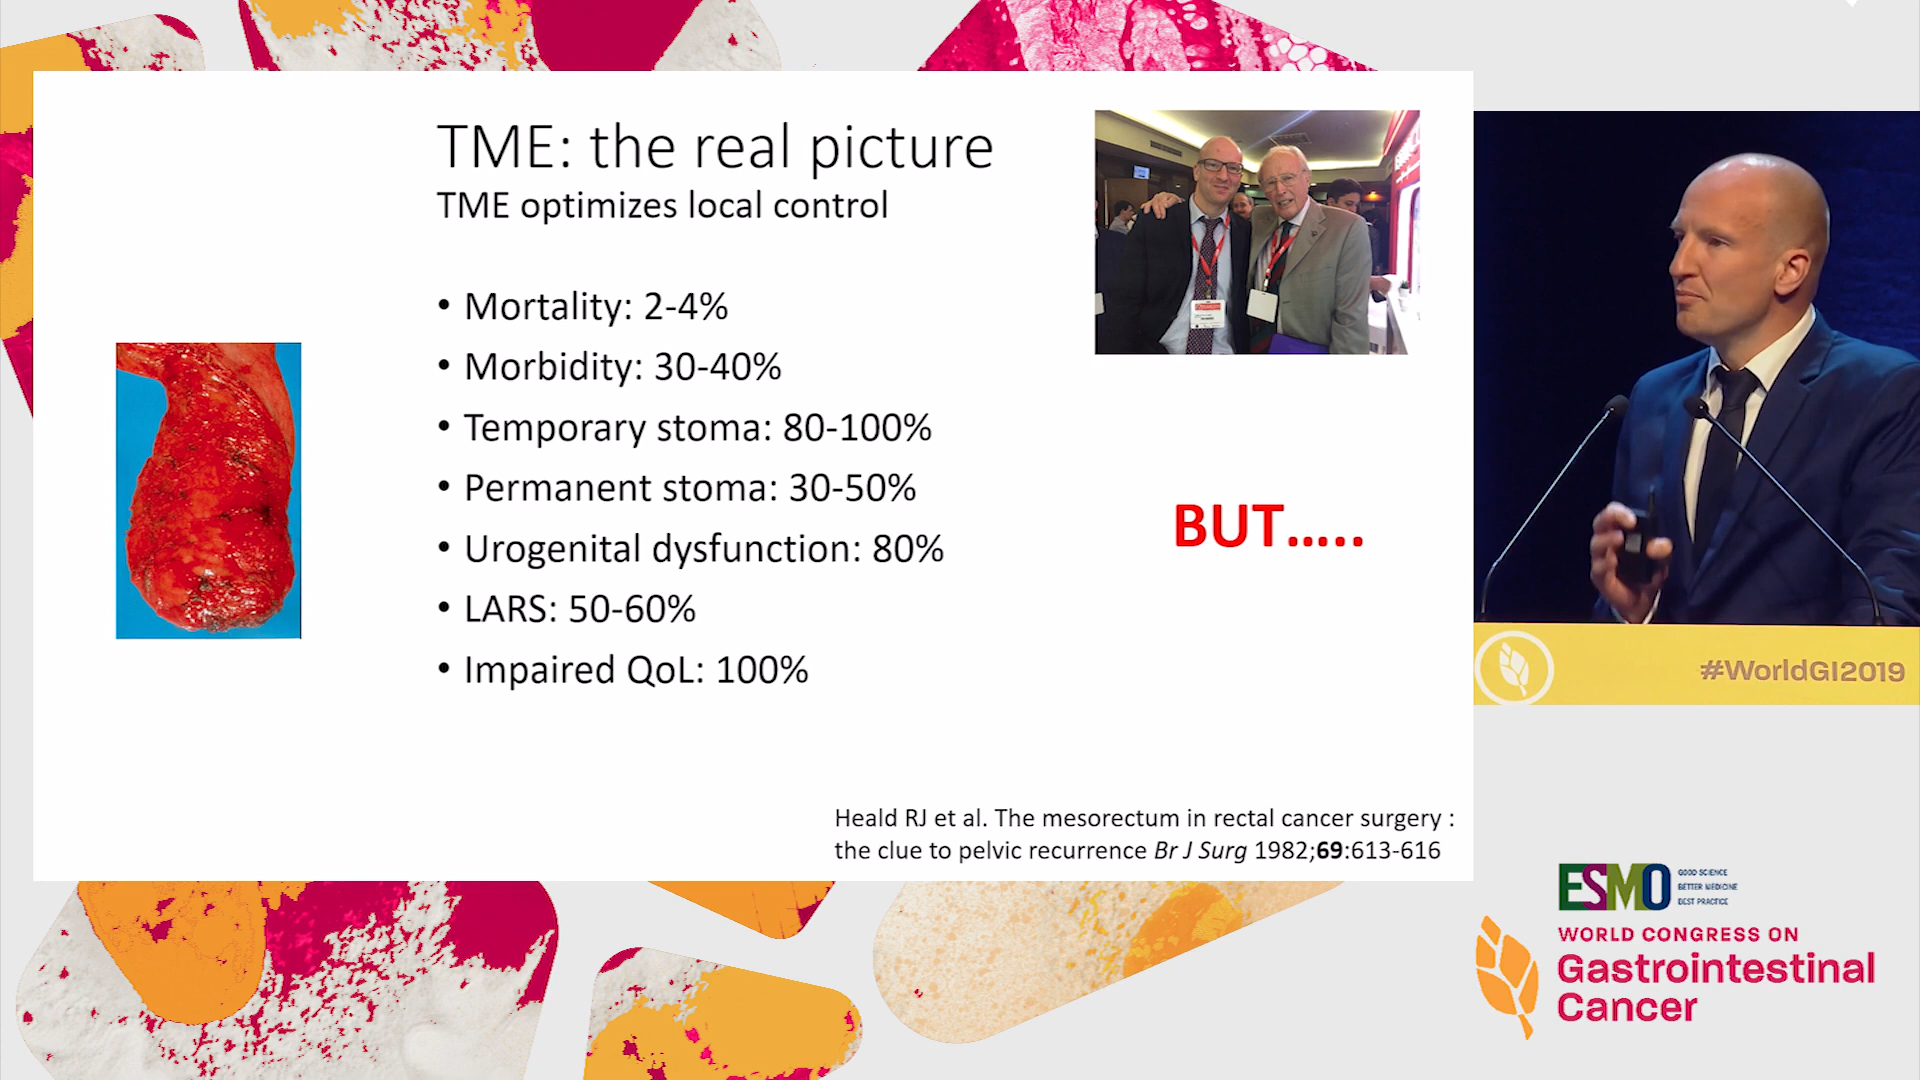 TME: the real picture
TME optimizes local control
• Mortality: 2-4%
• Morbidity: 30-40%
• Temporary stoma: 80-100%
• Permanent stoma: 30-50%
• Urogenital dysfunction: 80%
• LARS: 50-60%
• Impaired QoL: 100%
BUT.....
Heald RJ et al. The mesorectum in rectal cancer surgery :
the clue to pelvic recurrence Br J Surg 1982;69:613-616
#WorldGI2019
ESMO
GOOD SCIENCE
BETTER MEDICINE
BEST PRACTICE
WORLD CONGRESS ON
Gastrointestinal
Cancer